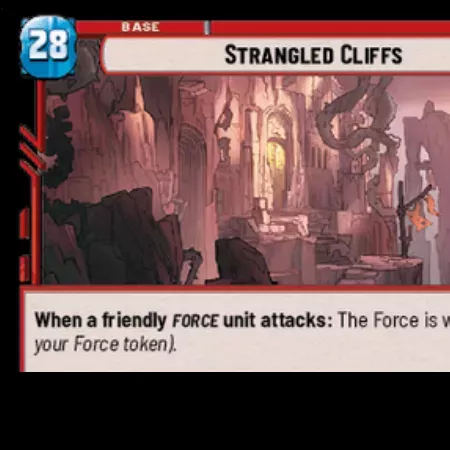 BASE
28
STRANGLED CLIFFS
When a friendly FORCE unit attacks: The Force is
your Force token).